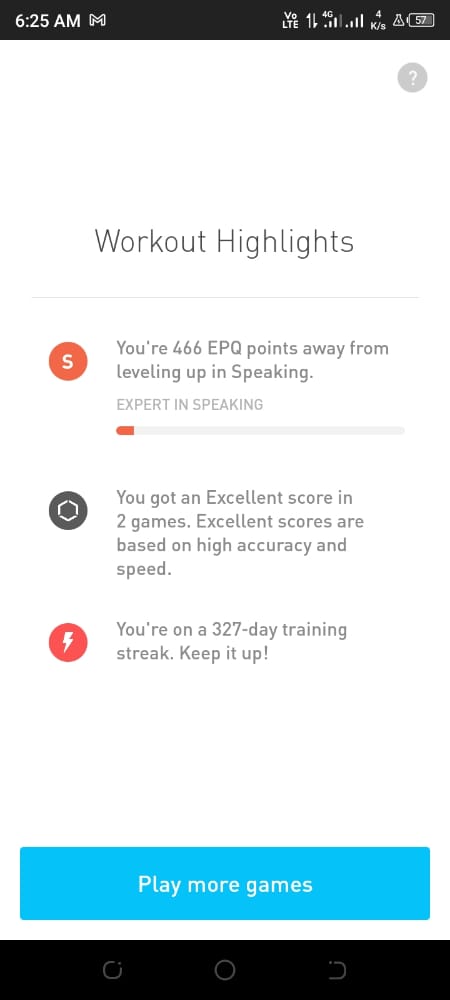 6:25 AM
Vo LTE 4G 4 K/s 57
?
Workout Highlights
S
You're 466 EPQ points away from
leveling up in Speaking.
EXPERT IN SPEAKING
You got an Excellent score in
2 games. Excellent scores are
based on high accuracy and
speed.
You're on a 327-day training
streak. Keep it up!
Play more games